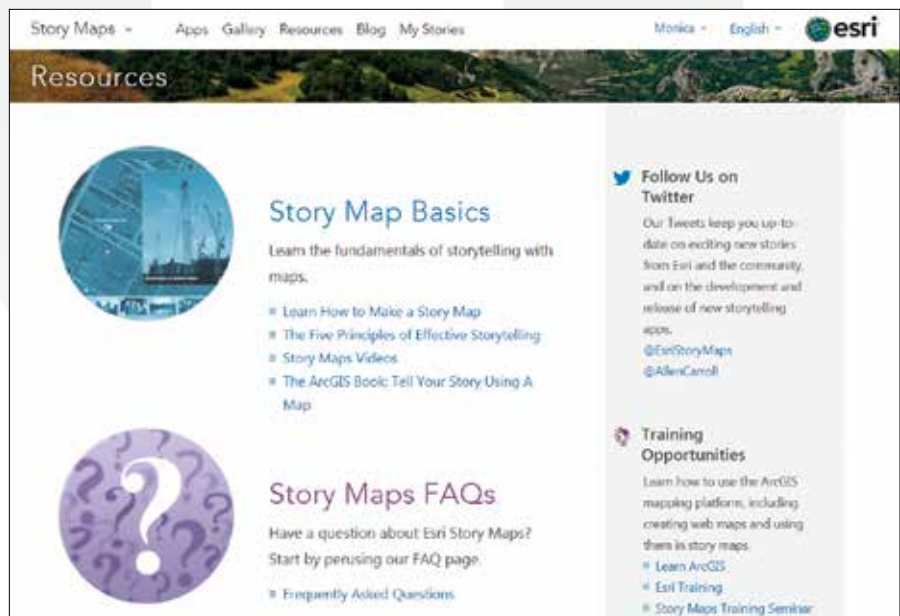 Story Maps Apps Gallery Resources Blog My Stories Monica English esri
Resources
Story Map Basics
Learn the fundamentals of storytelling with
maps.
Learn How to Make a Story Map
The Five Principles of Effective Storytelling
Story Maps Videos
The ArcGIS Book: Tell Your Story Using A
Map
Story Maps FAQs
Have a question about Esri Story Maps?
Start by perusing our FAQ page.
Frequently Asked Questions
Follow Us on
Twitter
Our Tweets keep you up-to-
date on exciting new stories
from Esri and the community,
and on the development and
release of new storytelling
apps.
@EsriStoryMaps
@AllenCarroll
Training
Opportunities
Learn how to use the ArcGIS
mapping platform, including
creating web maps and using
them in story maps.
Learn ArcGIS
Esri Training
Story Maps Training Seminar